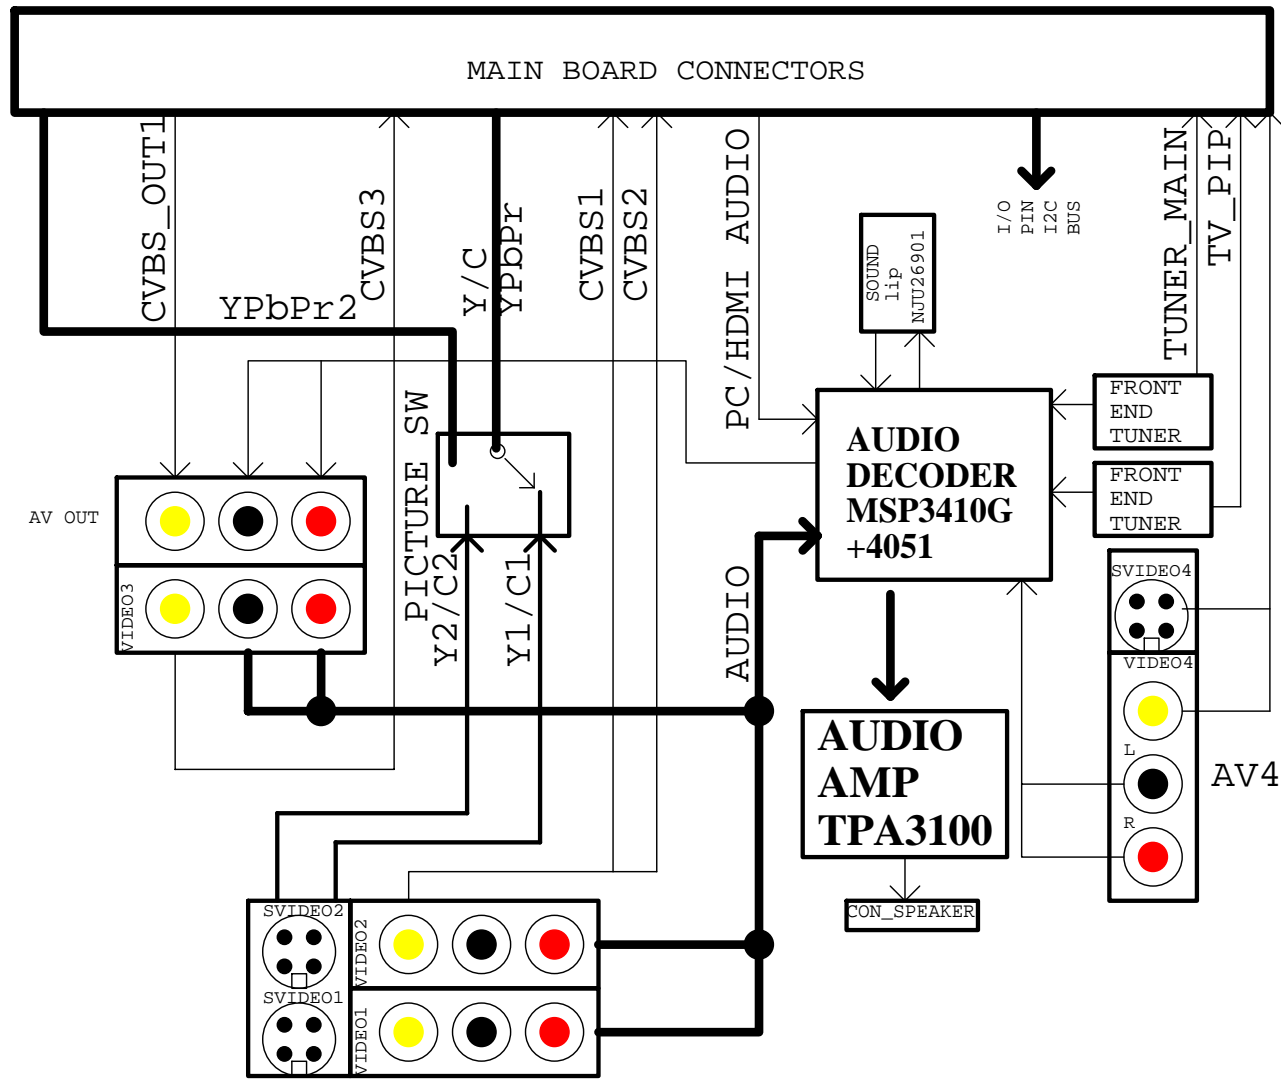 MAIN BOARD CONNECTORS
CVBS_OUT1
CVBS3
Y/C
YPbPr
CVBS1
CVBS2
PC/HDMI AUDIO
I/O
PIN
I2C
BUS
TUNER_MAIN
TV_PIP
YPbPr2
SOUND
lip
NJU26901
PICTURE SW
FRONT
END
TUNER
AUDIO
DECODER
MSP3410G
+4051
FRONT
END
TUNER
AV OUT
VIDEO3
Y2/C2
Y1/C1
AUDIO
SVIDEO4
VIDEO4
L
R
AV4
AUDIO
AMP
TPA3100
CON_SPEAKER
SVIDEO2
VIDEO2
SVIDEO1
VIDEO1